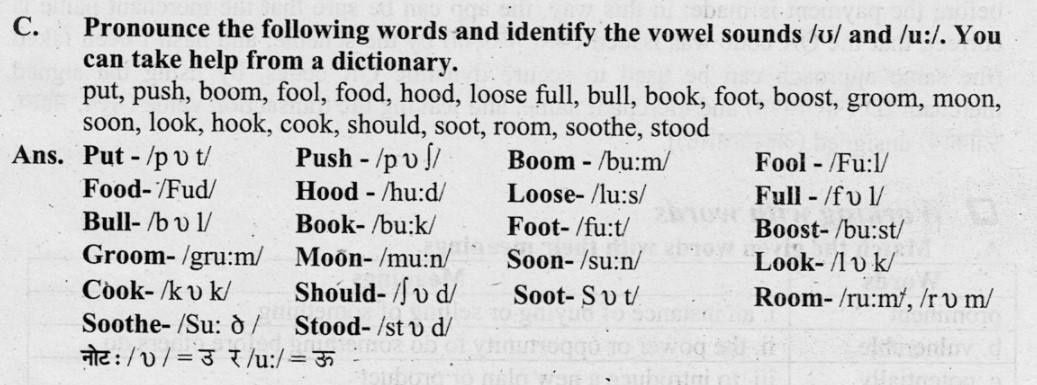 C. Pronounce the following words and identify the vowel sounds /ʊ/ and /u:/. You
can take help from a dictionary.
put, push, boom, fool, food, hood, loose full, bull, book, foot, boost, groom, moon,
soon, look, hook, cook, should, soot, room, soothe, stood
Ans. Put - /p ʋ t/ Push - /p ʋ ʃ/ Boom - /bu:m/ Fool - /Fu:l/
Food- /Fud/ Hood - /hu:d/ Loose- /lu:s/ Full - /f ʋ l/
Bull- /b ʋ l/ Book- /bu:k/ Foot- /fu:t/ Boost- /bu:st/
Groom- /gru:m/ Moon- /mu:n/ Soon- /su:n/ Look- /l ʋ k/
Cook- /k ʋ k/ Should- /ʃ ʋ d/ Soot- S ʋ t/ Room- /ru:m/, /r ʋ m/
Soothe- /Su: ð / Stood- /st ʋ d/
नोट : / ʋ / = उ र /u:/ = ऊ